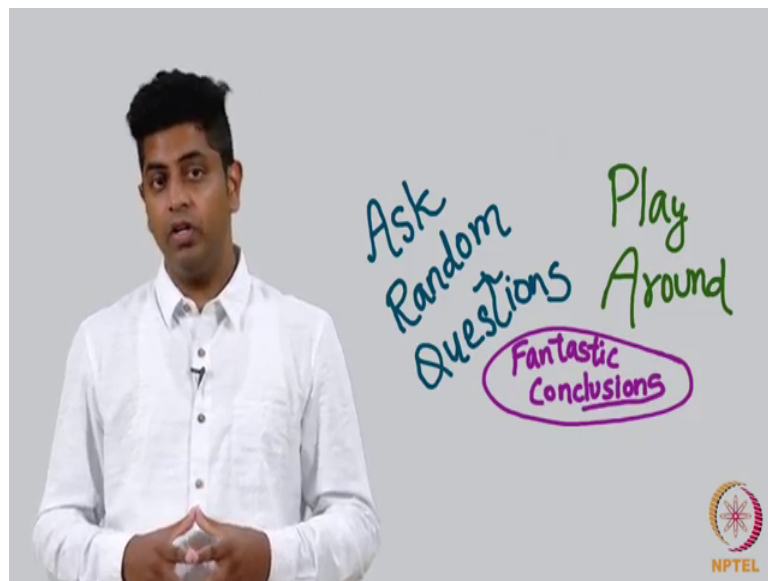 Ask
Random
Questions
Play
Around
Fantastic
Conclusions
NPTEL